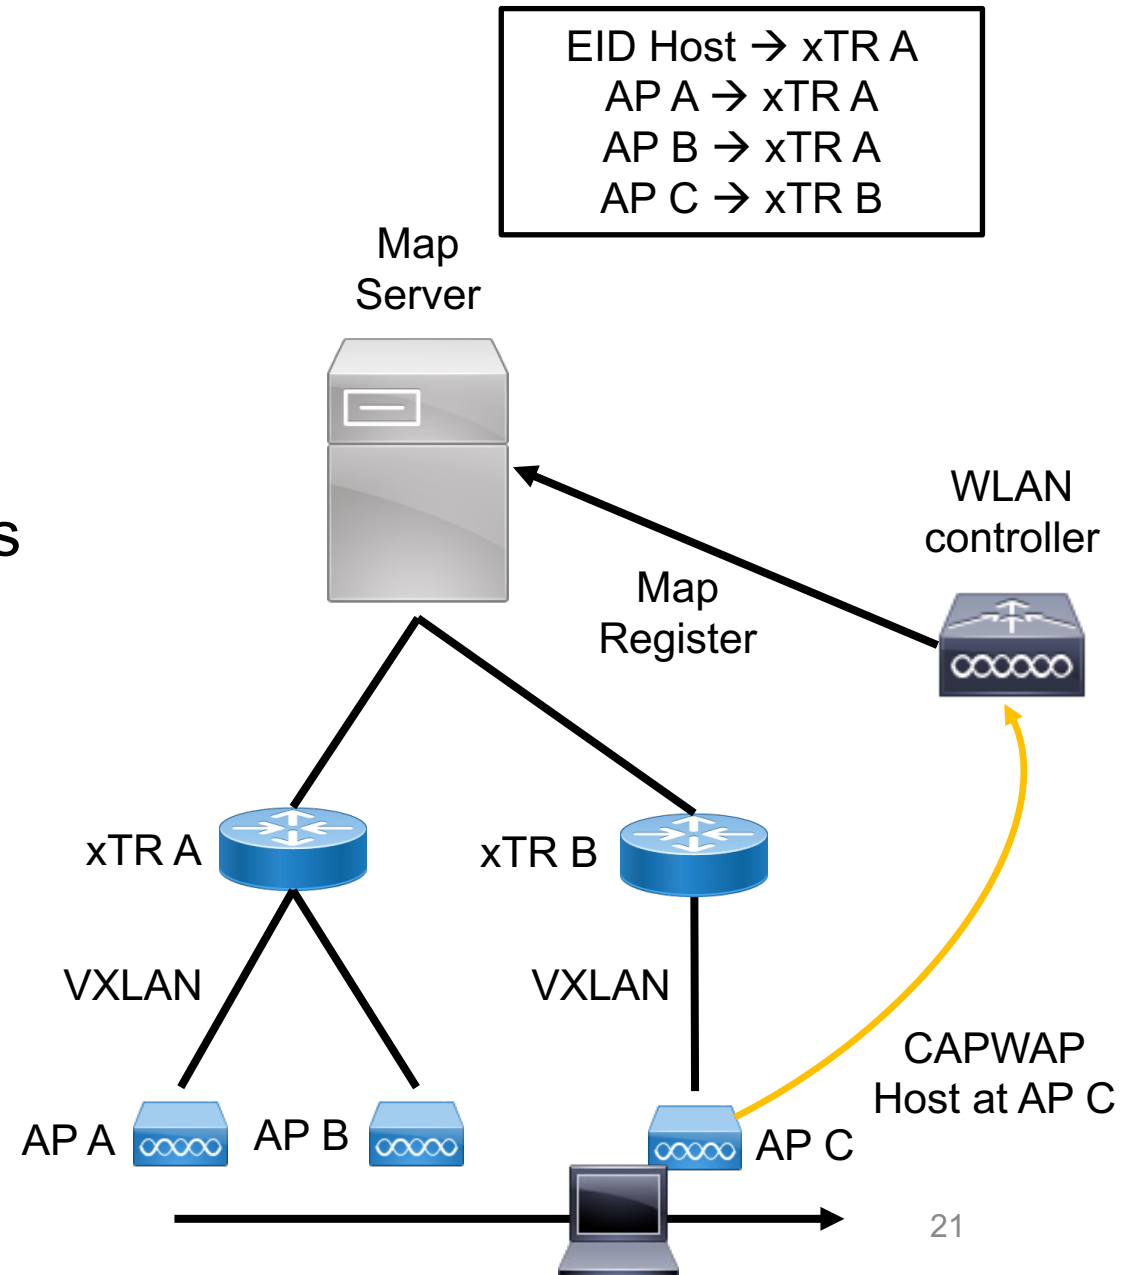 EID Host → xTR A
AP A → xTR A
AP B → xTR A
AP C → xTR B
Map
Server
WLAN
controller
s
Map
Register
xTR A
xTR B
VXLAN
VXLAN
CAPWAP
Host at AP C
AP A
AP B
AP C
21